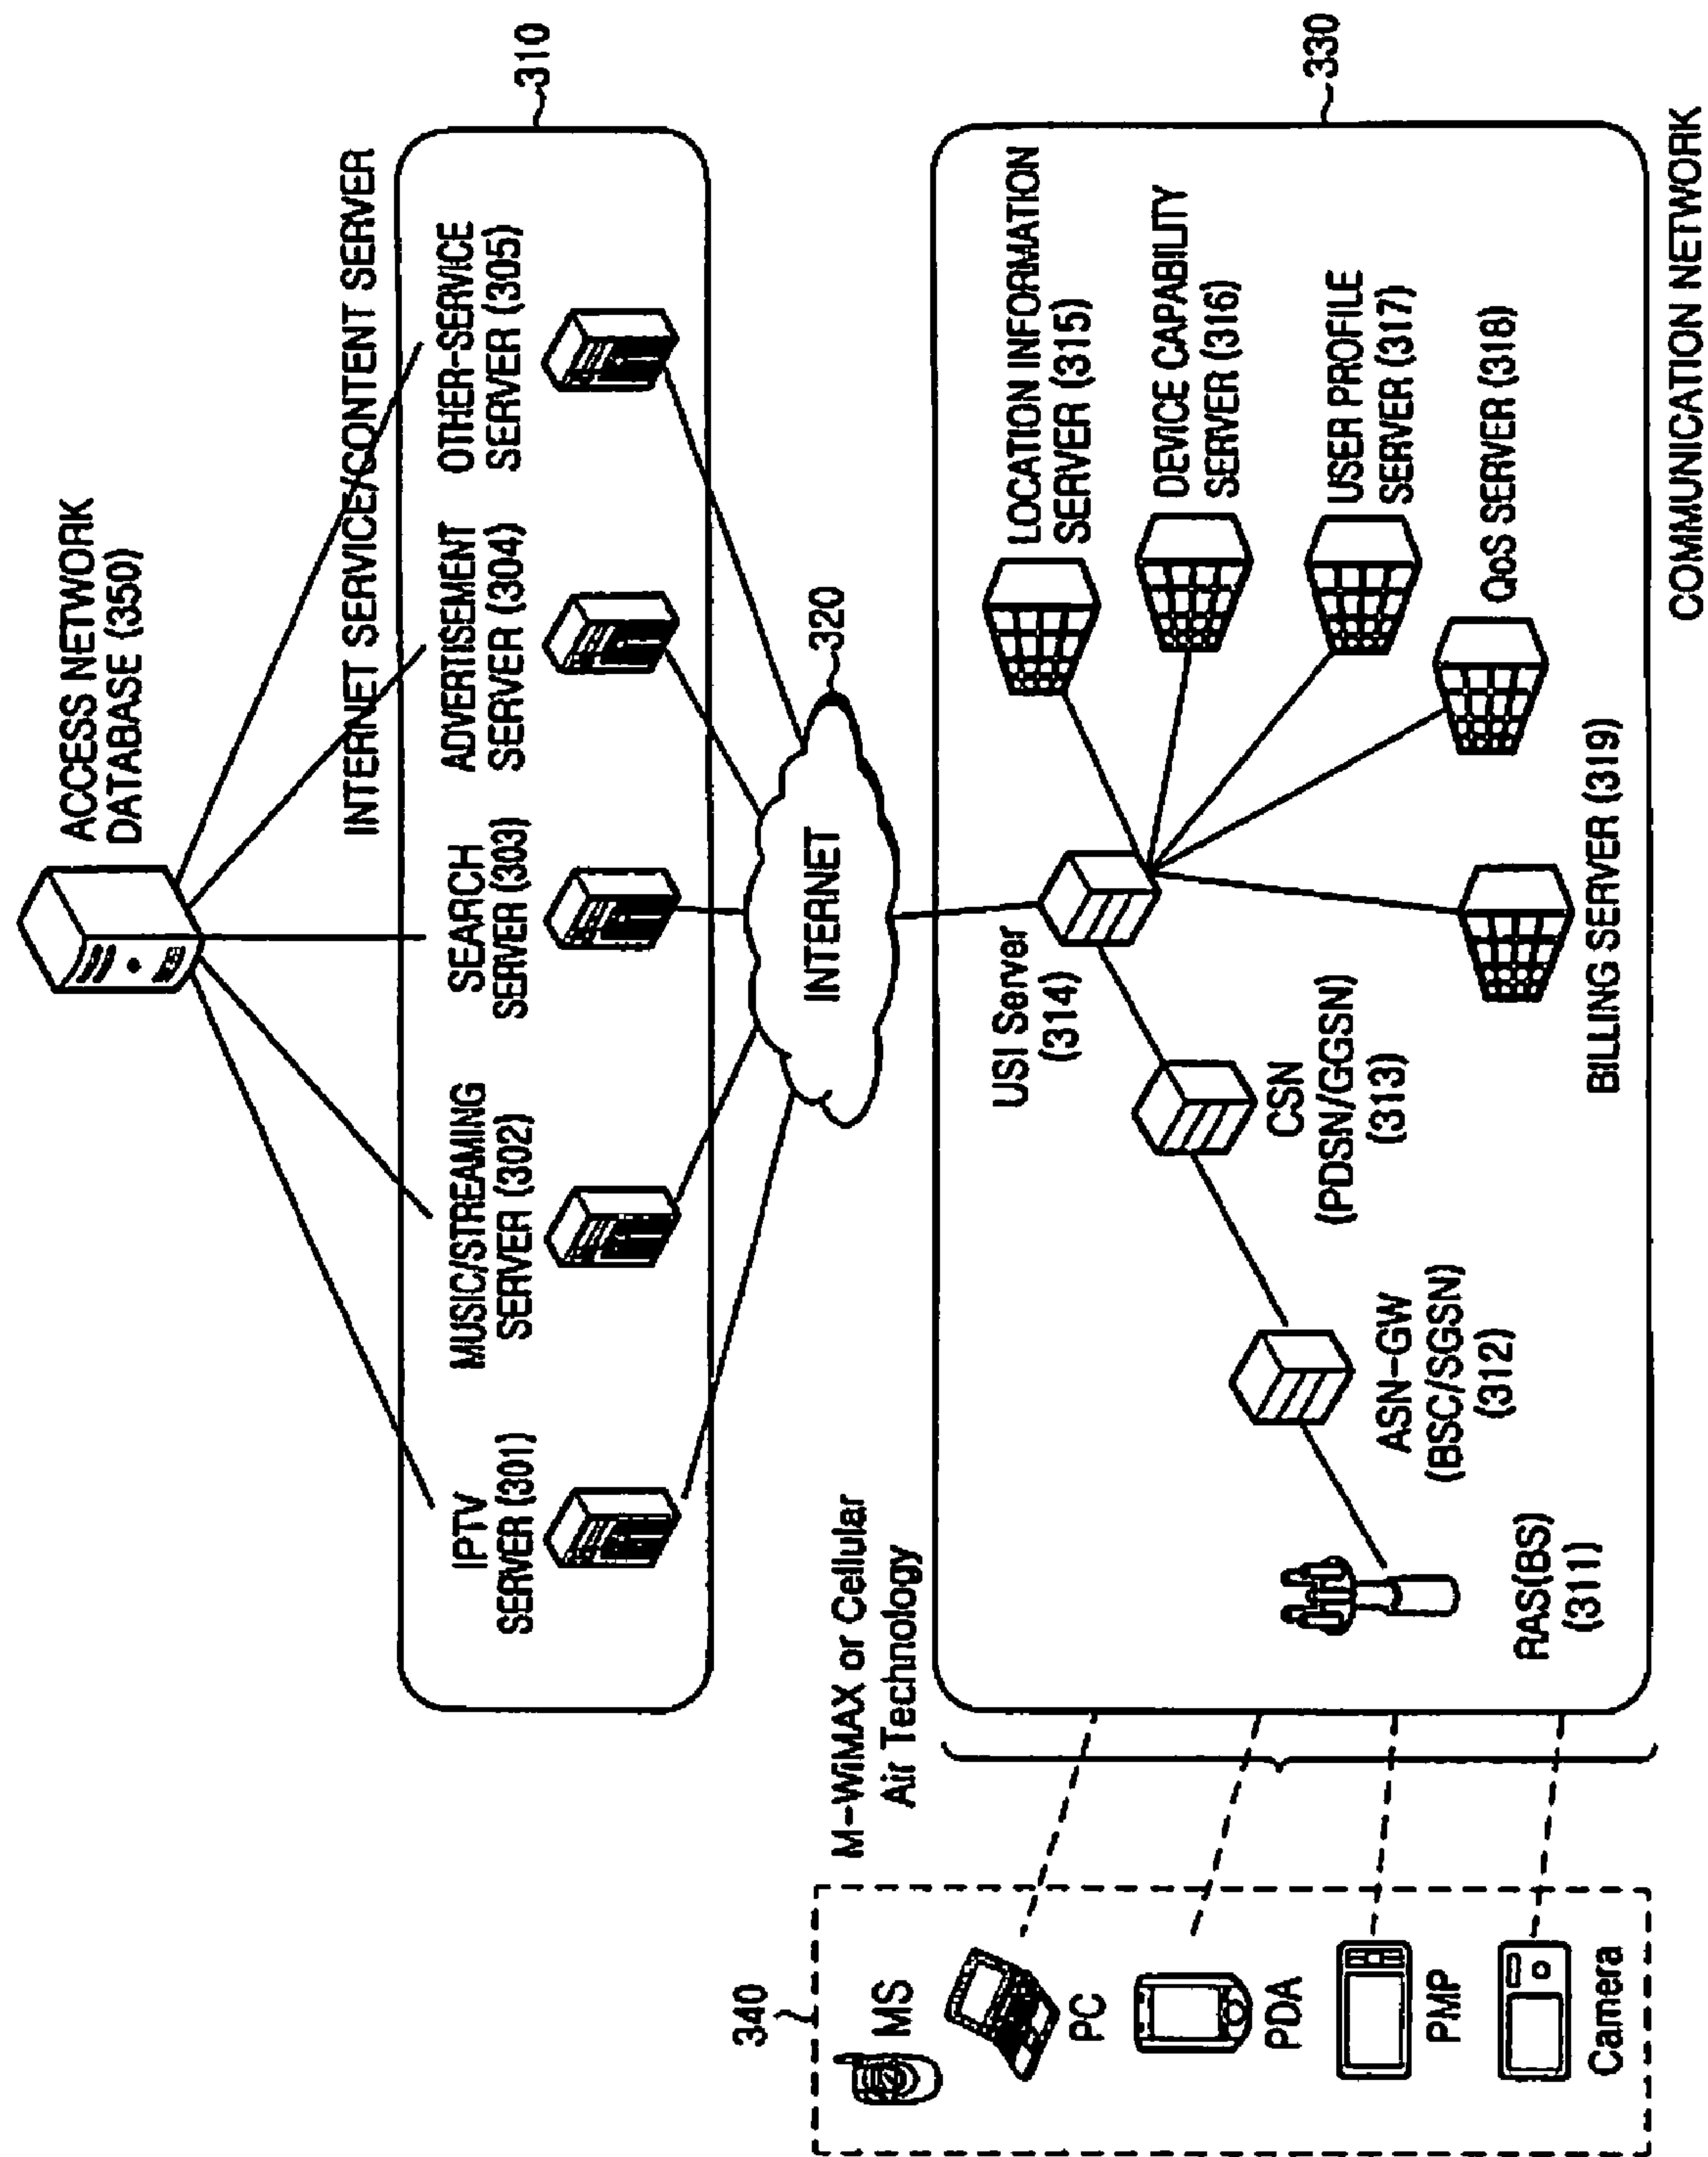 ACCESS NETWORK
DATABASE (350)
INTERNET SERVICE/CONTENT SERVER
310
IPTV
SERVER (301)
MUSIC/STREAMING
SERVER (302)
SEARCH
SERVER (303)
ADVERTISEMENT
SERVER (304)
OTHER-SERVICE
SERVER (305)
INTERNET
320
M-WiMAX or Cellular
Air Technology
330
340
MS
PC
PDA
PMP
Camera
USI Server
(314)
CSN
(PDSN/GGSN)
(313)
ASN-GW
(BSC/SGSN)
(312)
RAS(BS)
(311)
LOCATION INFORMATION
SERVER (315)
DEVICE CAPABILITY
SERVER (316)
USER PROFILE
SERVER (317)
QoS SERVER (318)
BILLING SERVER (319)
COMMUNICATION NETWORK